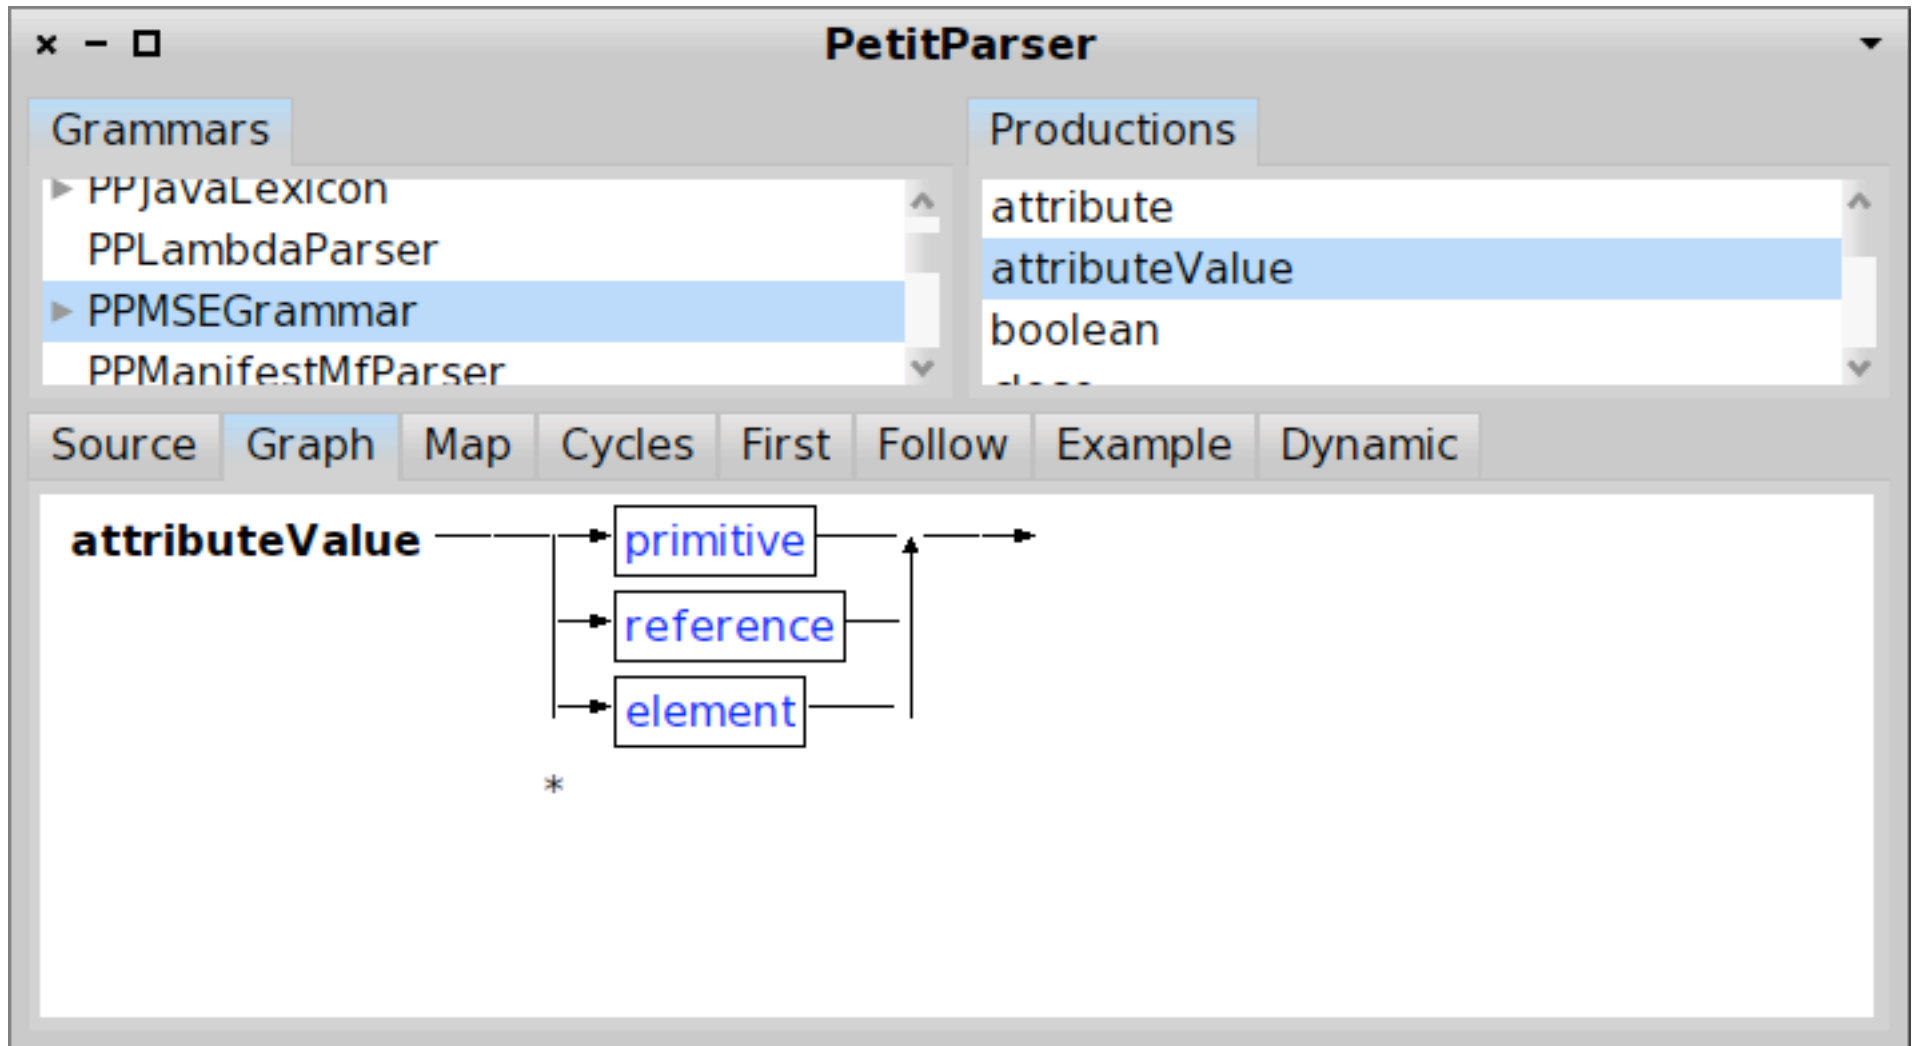 PetitParser
Grammars
Productions
PPJavaLexicon
PPLambdaParser
PPMSEGrammar
PPManifestMfParser
attribute
attributeValue
boolean
Source Graph Map Cycles First Follow Example Dynamic
attributeValue
primitive
reference
element
*